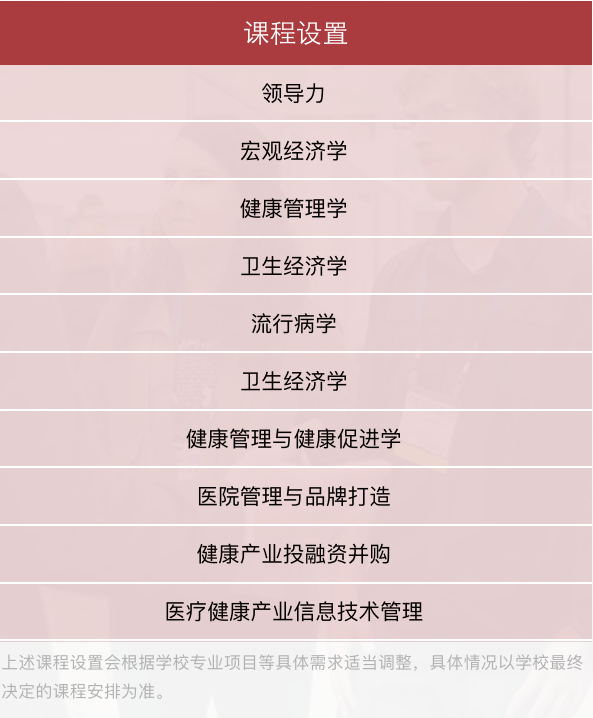 课程设置
领导力
宏观经济学
健康管理学
卫生经济学
流行病学
卫生经济学
健康管理与健康促进学
医院管理与品牌打造
健康产业投融资并购
医疗健康产业信息技术管理
上述课程设置会根据学校专业项目等具体需求适当调整，具体情况以学校最终
决定的课程安排为准。